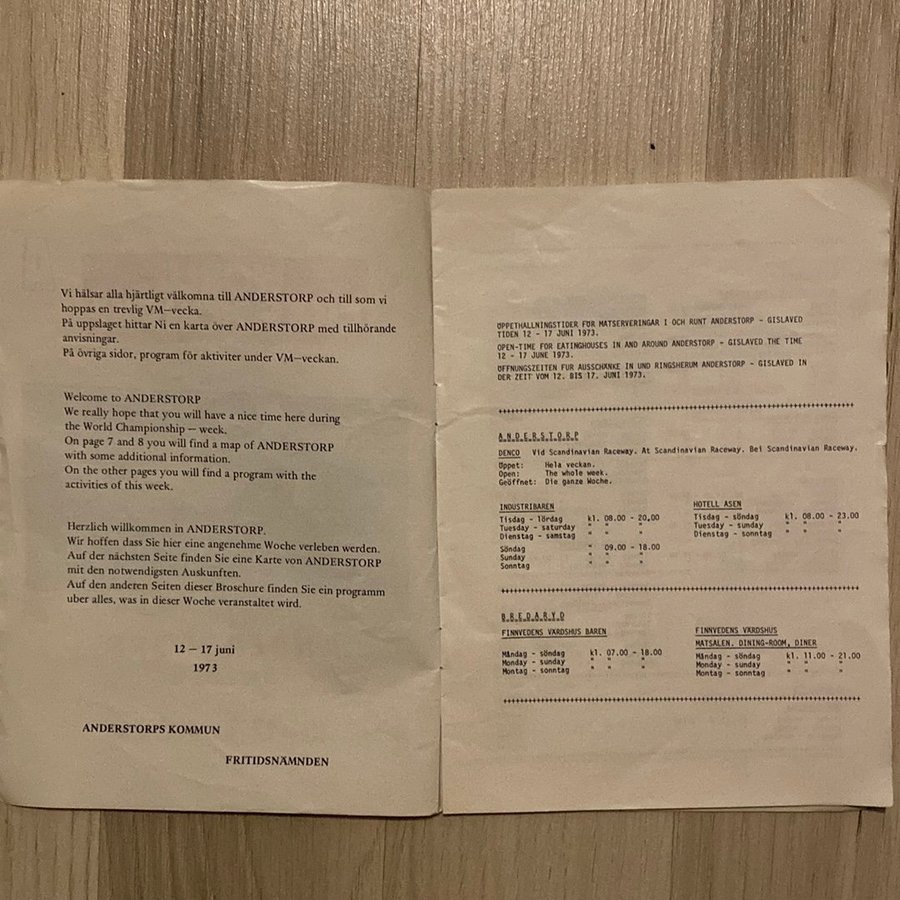 Vi hälsar alla hjärtligt välkomna till ANDERSTORP och till som vi
hoppas en trevlig VM—vecka.
På uppslaget hittar Ni en karta över ANDERSTORP med tillhörande
anvisningar.
På övriga sidor, program för aktiviter under VM—veckan.
Welcome to ANDERSTORP
We really hope that you will have a nice time here during
the World Championship — week.
On page 7 and 8 you will find a map of ANDERSTORP
with some additional information.
On the other pages you will find a program with the
activities of this week.
Herzlich willkommen in ANDERSTORP.
Wir hoffen dass Sie hier eine angenehme Woche verleben werden.
Auf der nächsten Seite finden Sie eine Karte von ANDERSTORP
mit den notwendigsten Auskunften.
Auf den anderen Seiten dieser Broschure finden Sie ein programm
uber alles, was in dieser Woche veranstaltet wird.
12 — 17 juni
1973
ANDERSTORPS KOMMUN
FRITIDSNÄMNDEN
ÖPPETHÅLLNINGSTIDER FÖR MATSERVERINGAR I OCH RUNT ANDERSTORP - GISLAVED
TIDEN 12 - 17 JUNI 1973.
OPEN-TIME FOR EATINGHOUSES IN AND AROUND ANDERSTORP - GISLAVED THE TIME
12 - 17 JUNE 1973.
OFFNUNGSZEITEN FUR AUSSCHÄNKE IN UND RINGSHERUM ANDERSTORP - GISLAVED IN
DER ZEIT VOM 12. BIS 17. JUNI 1973.
ANDERSTORP
DENCO Vid Scandinavian Raceway. At Scandinavian Raceway. Bei Scandinavian Raceway.
Öppet: Hela veckan.
Open: The whole week.
Geöffnet: Die ganze Woche.
INDUSTRIBAREN
Tisdag - lördag kl. 08.00 - 20.00
Tuesday - saturday " " "
Dienstag - samstag " " "
Söndag " 09.00 - 18.00
Sunday " " "
Sonntag " " "
HOTELL ÅSEN
Tisdag - söndag kl. 08.00 - 23.00
Tuesday - sunday " " "
Dienstag - sonntag " " "
BREDARYD
FINNVEDENS VÄRDSHUS BAREN
Måndag - söndag kl. 07.00 - 18.00
Monday - sunday " " "
Montag - sonntag " " "
FINNVEDENS VÄRDSHUS
MATSALEN. DINING-ROOM, DINER
Måndag - söndag kl. 11.00 - 21.00
Monday - sunday " " "
Montag - sonntag " " "